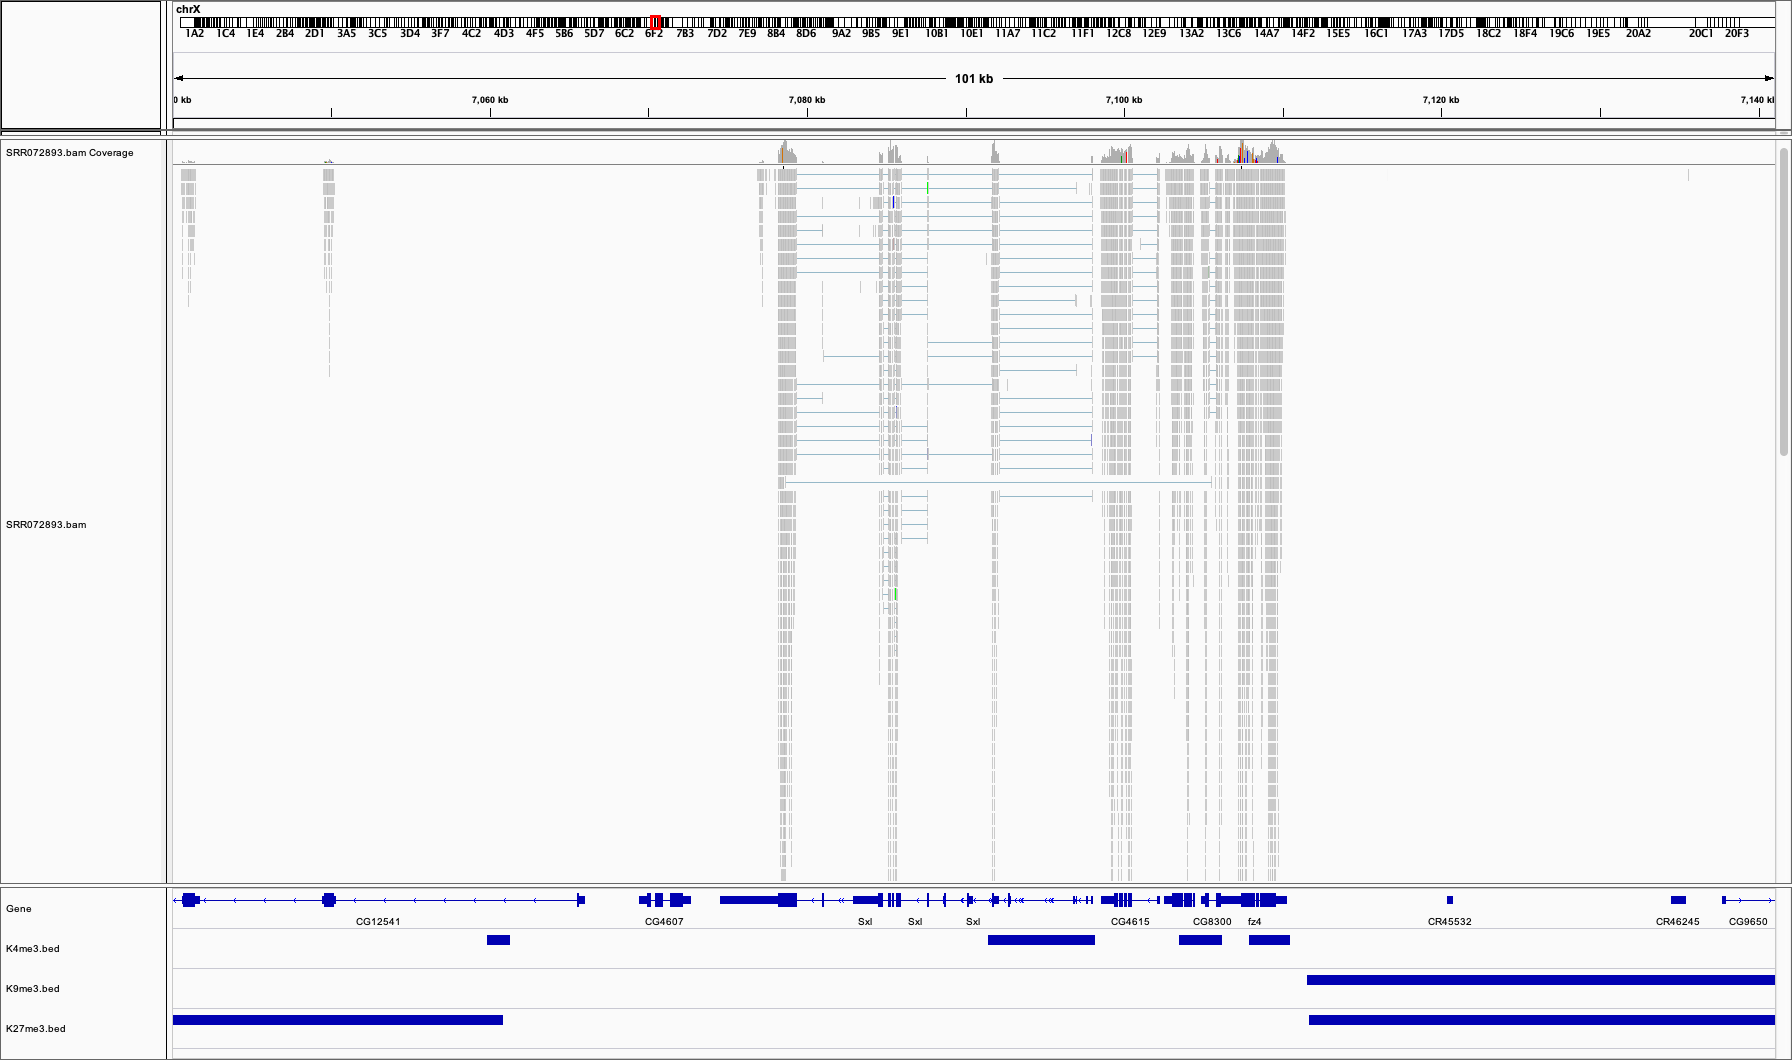 chrX
1A2 1C4 1E4 2B4 2D1 3A5 3C5 3D4 3F7 4C2 4D3 4F5 5B6 5D7 6C2 6F2 7B3 7D2 7E9 8B4 8D6 9A2 9B5 9E1 10B1 10E1 11A7 11C2 11F1 12C8 12E9 13A2 13C6 14A7 14F2 15E5 16C1 17A3 17D5 18C2 18F4 19C6 19E5 20A2 20C1 20F3
101 kb
0 kb 7,060 kb 7,080 kb 7,100 kb 7,120 kb 7,140 kl
SRR072893.bam Coverage
SRR072893.bam
Gene
CG12541 CG4607 Sxl Sxl Sxl CG4615 CG8300 fz4 CR45532 CR46245 CG9650
K4me3.bed
K9me3.bed
K27me3.bed